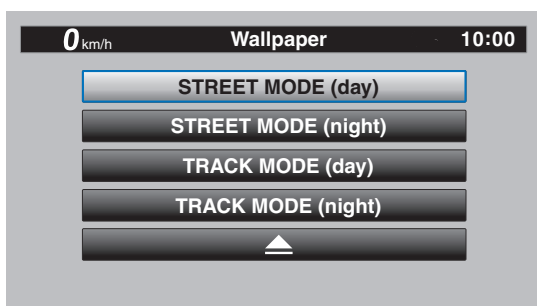 0 km/h Wallpaper 10:00
STREET MODE (day)
STREET MODE (night)
TRACK MODE (day)
TRACK MODE (night)